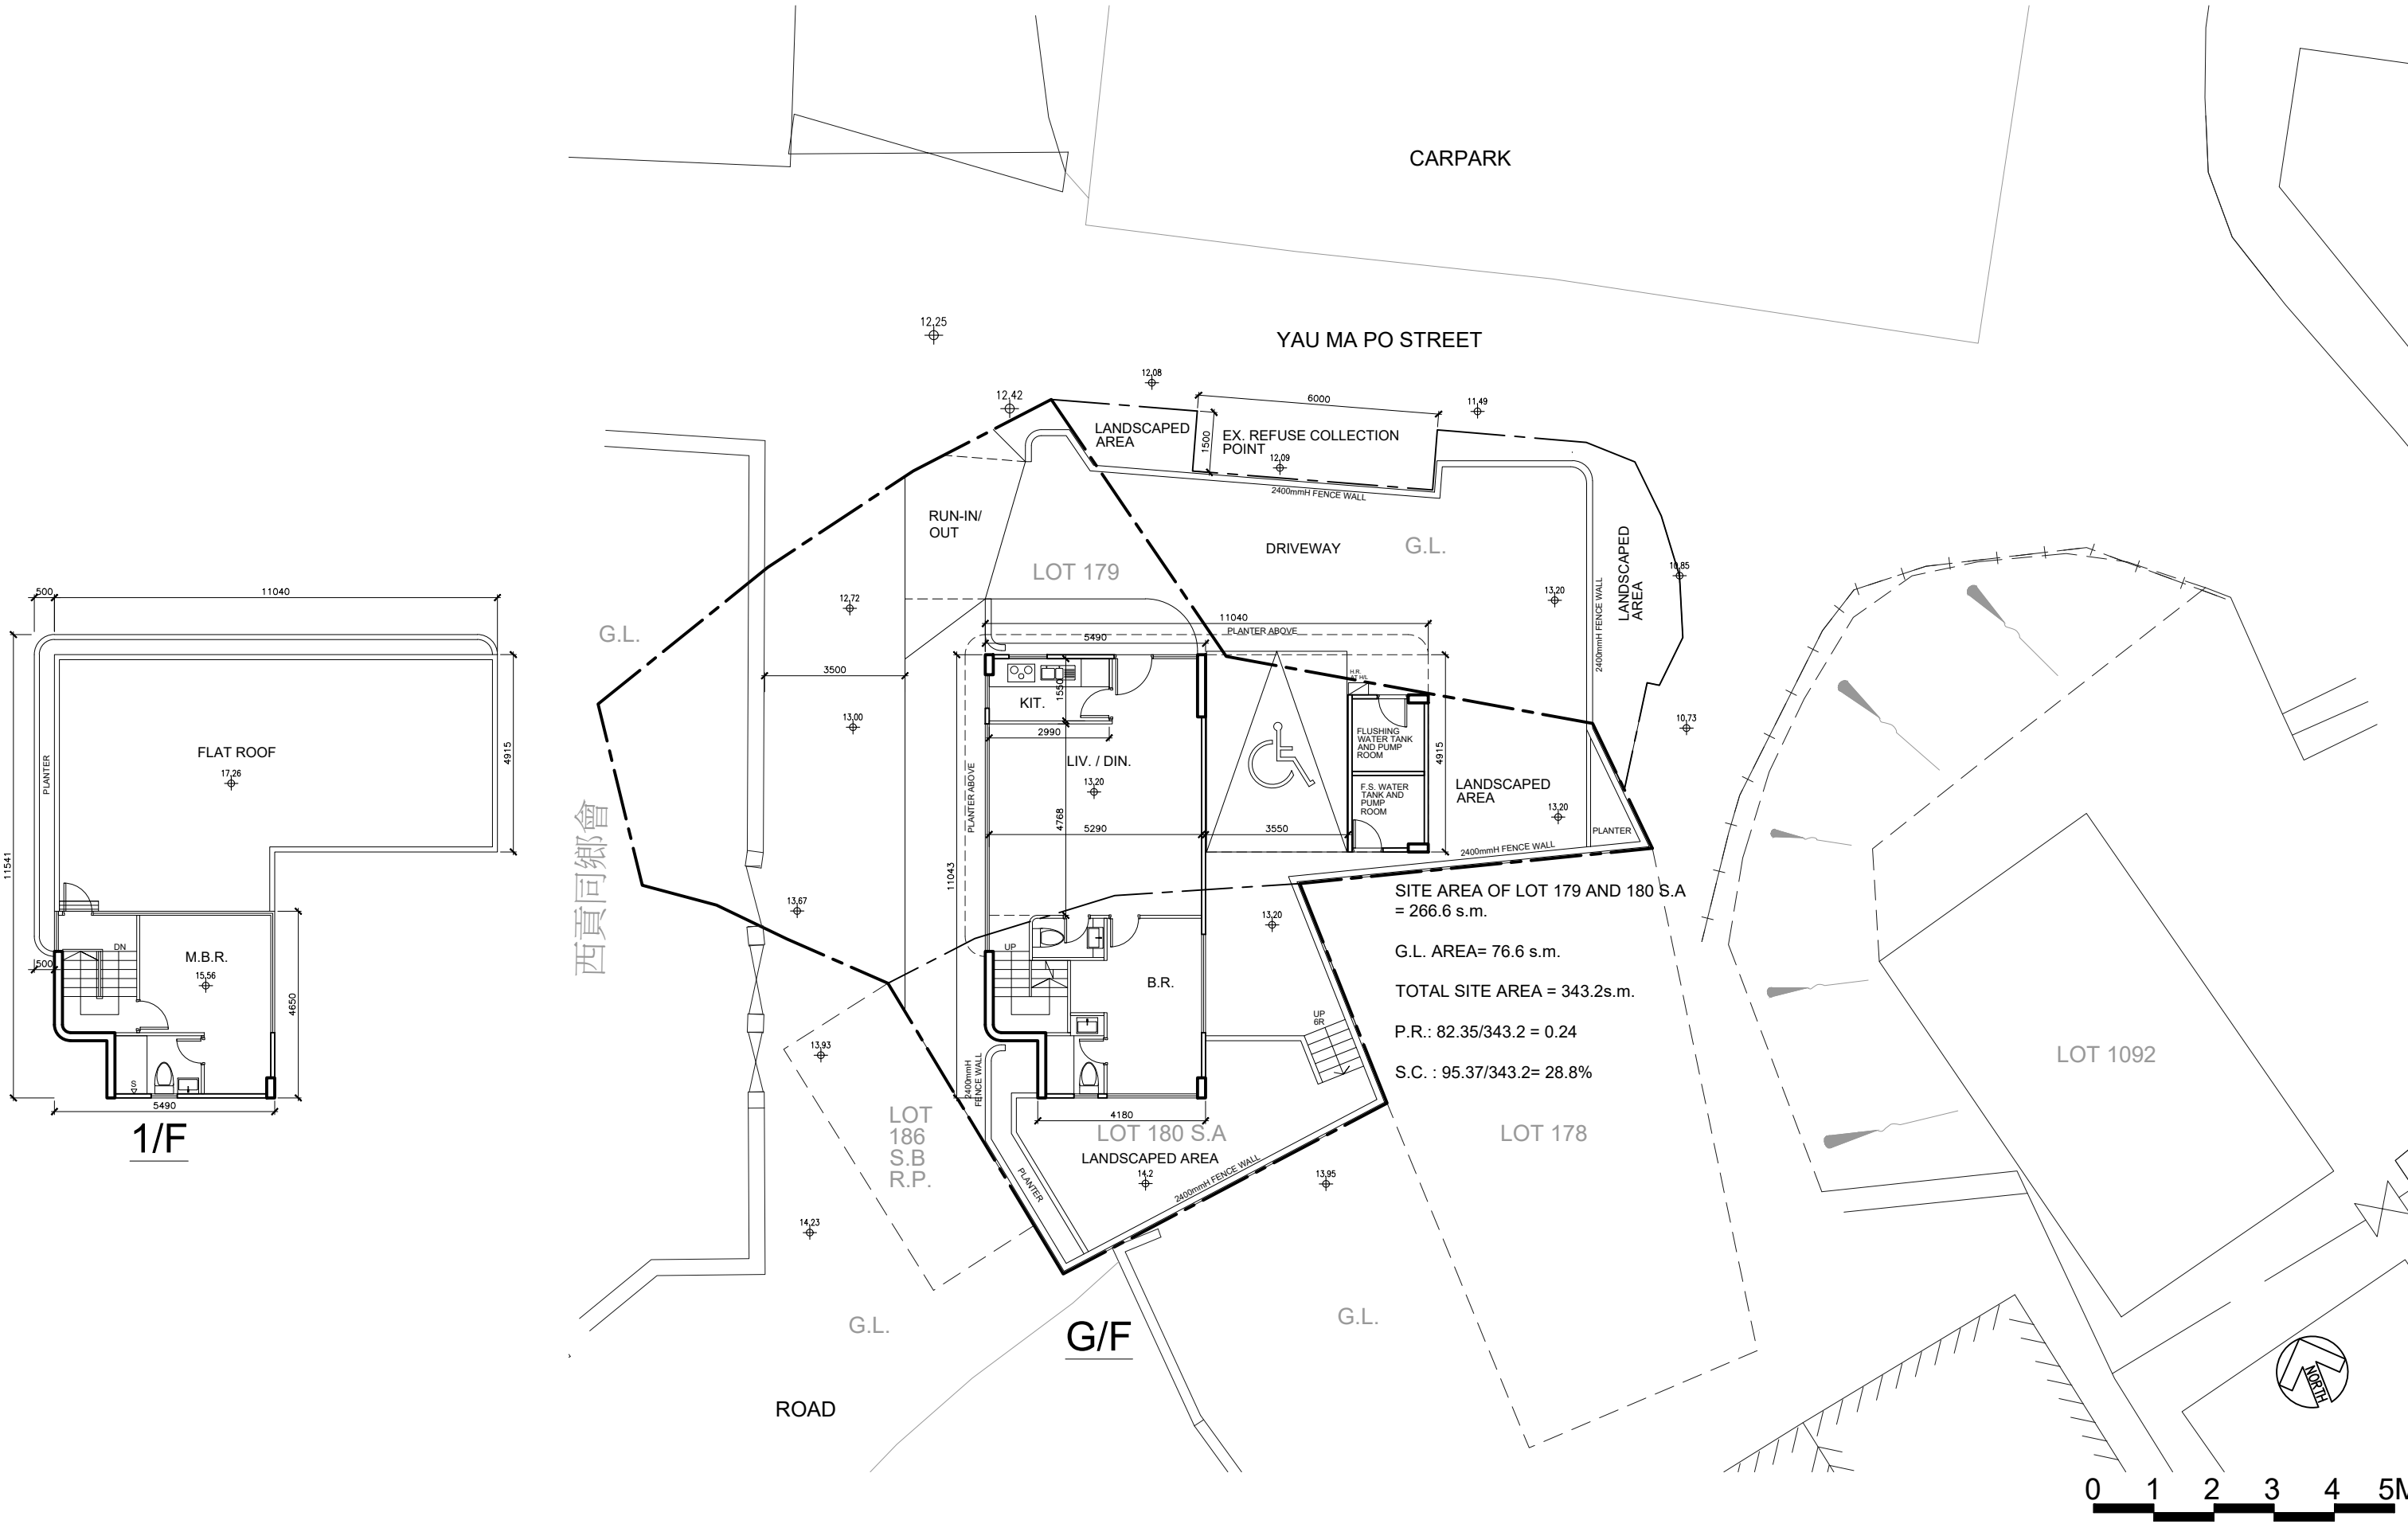 CARPARK
YAU MA PO STREET
12.25
12.42
12.08
6000
11.49
1500
LANDSCAPED
AREA
EX. REFUSE COLLECTION
POINT
12.09
2400mmH FENCE WALL
RUN-IN/
OUT
DRIVEWAY
G.L.
LOT 179
LANDSCAPED
AREA
10.85
13.20
2400mmH FENCE WALL
12.72
G.L.
3500
13.00
11040
PLANTER ABOVE
5490
KIT.
1550
2990
LIV. / DIN.
13.20
PLANTER ABOVE
4768
5290
3550
H.R.
AT H/L
FLUSHING
WATER TANK
AND PUMP
ROOM
F.S. WATER
TANK AND
PUMP
ROOM
4915
LANDSCAPED
AREA
13.20
PLANTER
10.73
2400mmH FENCE WALL
西貢同鄉會
13.67
11043
13.20
UP
B.R.
UP
6R
13.93
2400mmH
FENCE WALL
4180
LOT
186
S.B
R.P.
LOT 180 S.A
LANDSCAPED AREA
14.2
PLANTER
2400mmH FENCE WALL
13.95
14.23
SITE AREA OF LOT 179 AND 180 S.A
= 266.6 s.m.
G.L. AREA= 76.6 s.m.
TOTAL SITE AREA = 343.2s.m.
P.R.: 82.35/343.2 = 0.24
S.C. : 95.37/343.2= 28.8%
LOT 178
LOT 1092
G.L.
G.L.
G/F
ROAD
500
11040
PLANTER
FLAT ROOF
17.26
4915
11541
DN
M.B.R.
15.56
500
4650
S
5490
1/F
NORTH
0 1 2 3 4 5M